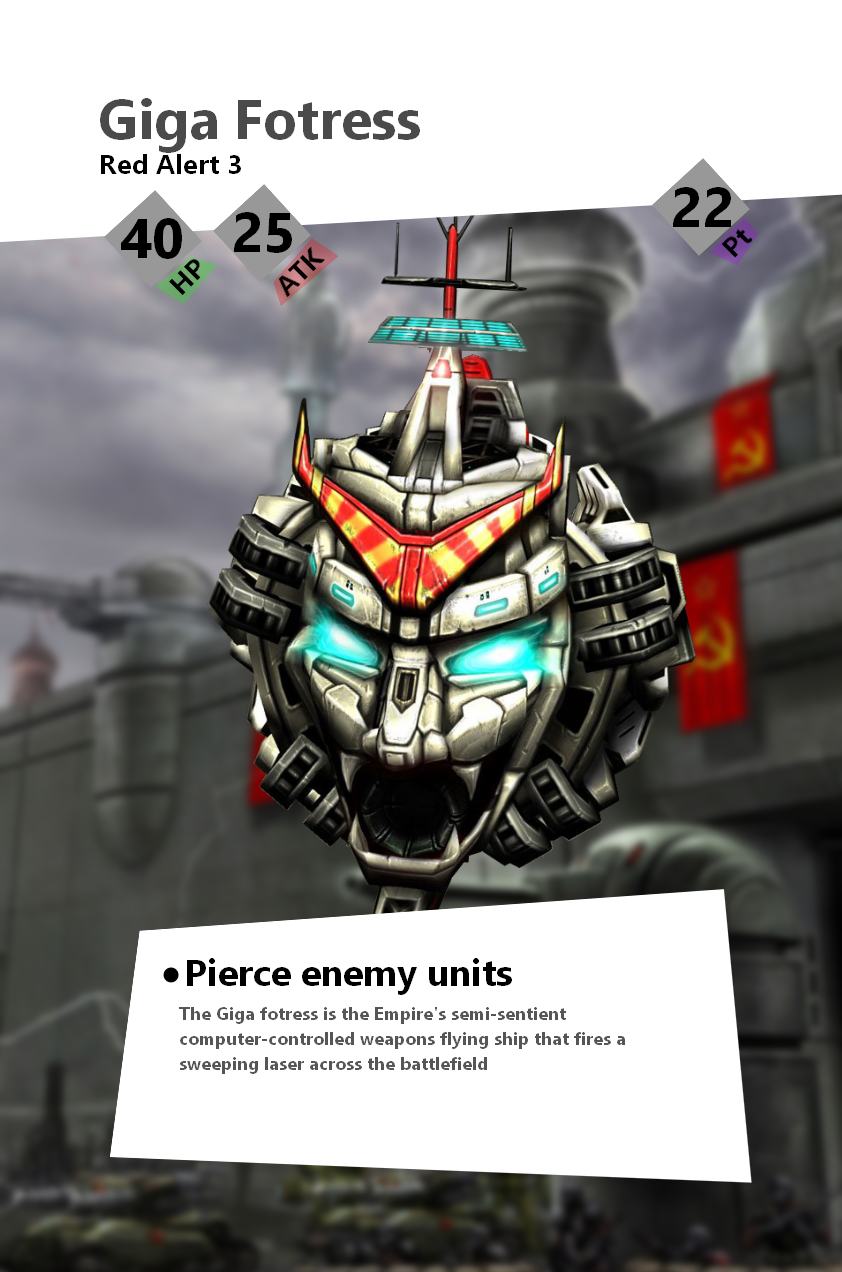 Giga Fotress
Red Alert 3
40
HP
25
ATK
22
Pt
•Pierce enemy units
The Giga fotress is the Empire's semi-sentient
computer-controlled weapons flying ship that fires a
sweeping laser across the battlefield